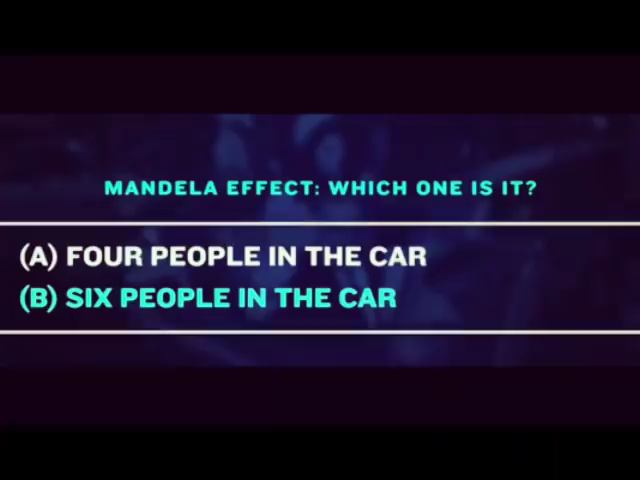 MANDELA EFFECT: WHICH ONE IS IT?
(A) FOUR PEOPLE IN THE CAR
(B) SIX PEOPLE IN THE CAR